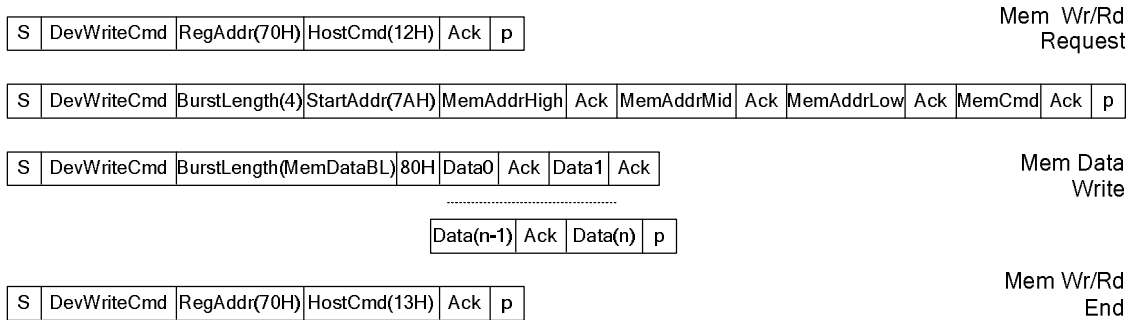 S DevWriteCmd RegAddr(70H) HostCmd(12H) Ack p
Mem Wr/Rd
Request
S DevWriteCmd BurstLength(4) StartAddr(7AH) MemAddrHigh Ack MemAddrMid Ack MemAddrLow Ack MemCmd Ack p
S DevWriteCmd BurstLength(MemDataBL) 80H Data0 Ack Data1 Ack
Mem Data
Write
Data(n-1) Ack Data(n) p
S DevWriteCmd RegAddr(70H) HostCmd(13H) Ack p
Mem Wr/Rd
End